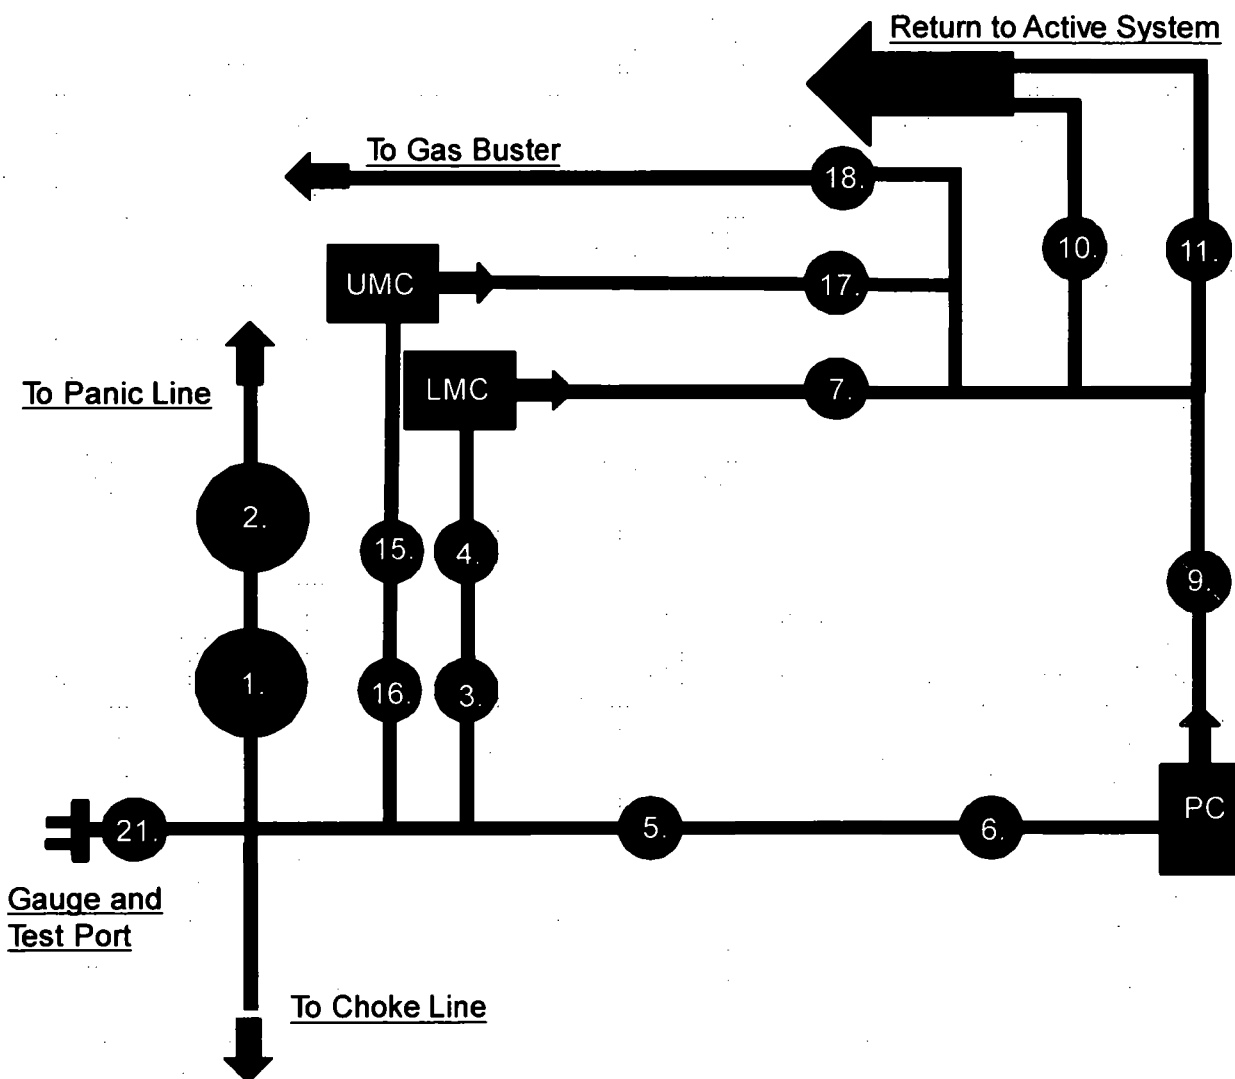 Return to Active System
To Gas Buster
18.
10.
11.
UMC
17.
To Panic Line
LMC
7.
2.
15.
4.
9.
1.
16.
3.
PC
21.
5.
6.
Gauge and
Test Port
To Choke Line